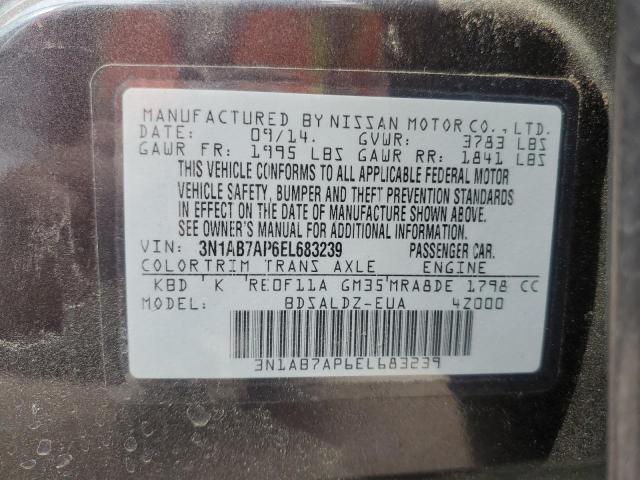 MANUFACTURED BY NISSAN MOTOR CO., LTD.
DATE: 09/14. GVWR: 3783 LBS
GAWR FR: 1995 LBS GAWR RR: 1841 LBS
THIS VEHICLE CONFORMS TO ALL APPLICABLE FEDERAL MOTOR
VEHICLE SAFETY, BUMPER AND THEFT PREVENTION STANDARDS
IN EFFECT ON THE DATE OF MANUFACTURE SHOWN ABOVE.
SEE OWNER'S MANUAL FOR ADDITIONAL INFORMATION.
VIN: 3N1AB7AP6EL683239 PASSENGER CAR.
COLOR TRIM TRANS AXLE ENGINE
KBD K RE0F11A GM35 MRA8DE 1798 CC
MODEL: BDSALDZ-EUA 4Z000
3N1AB7AP6EL683239